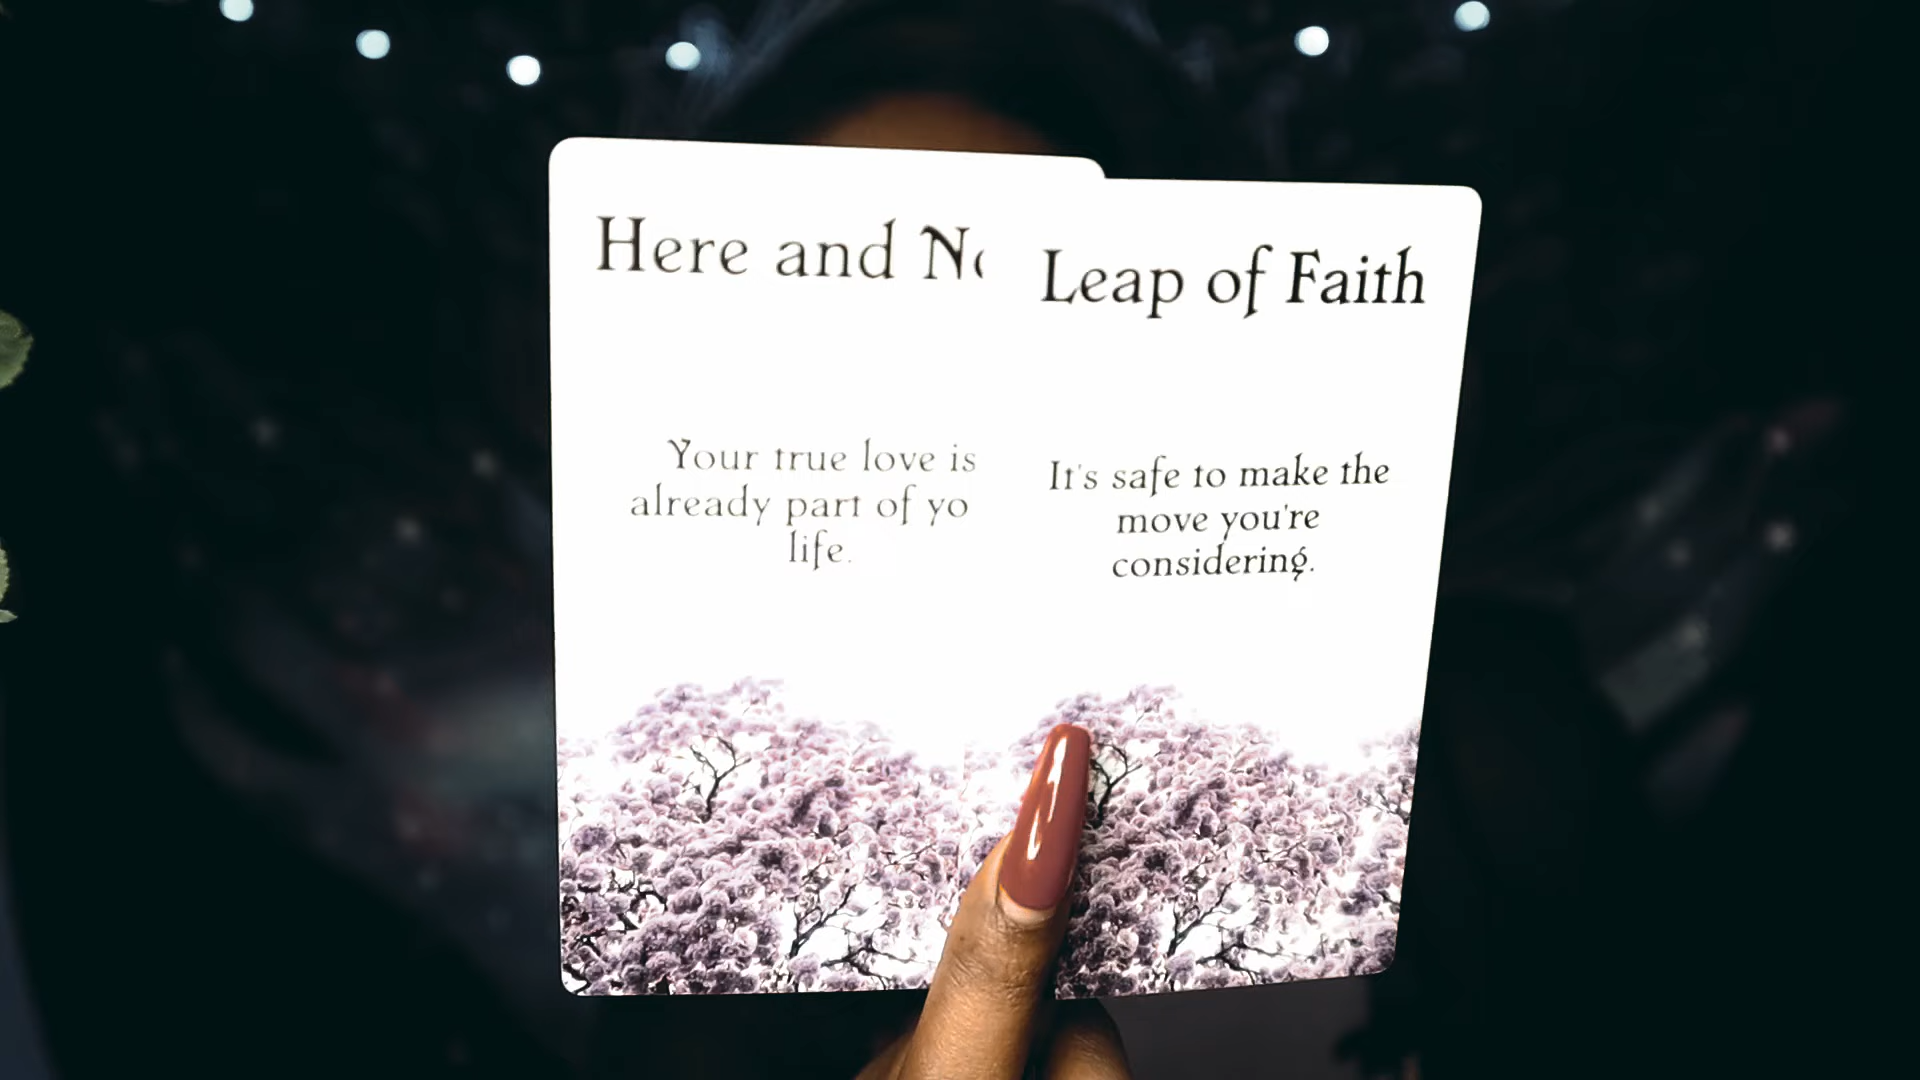 Here and No
Your true love is
already part of yo
life.
Leap of Faith
It's safe to make the
move you're
considering.